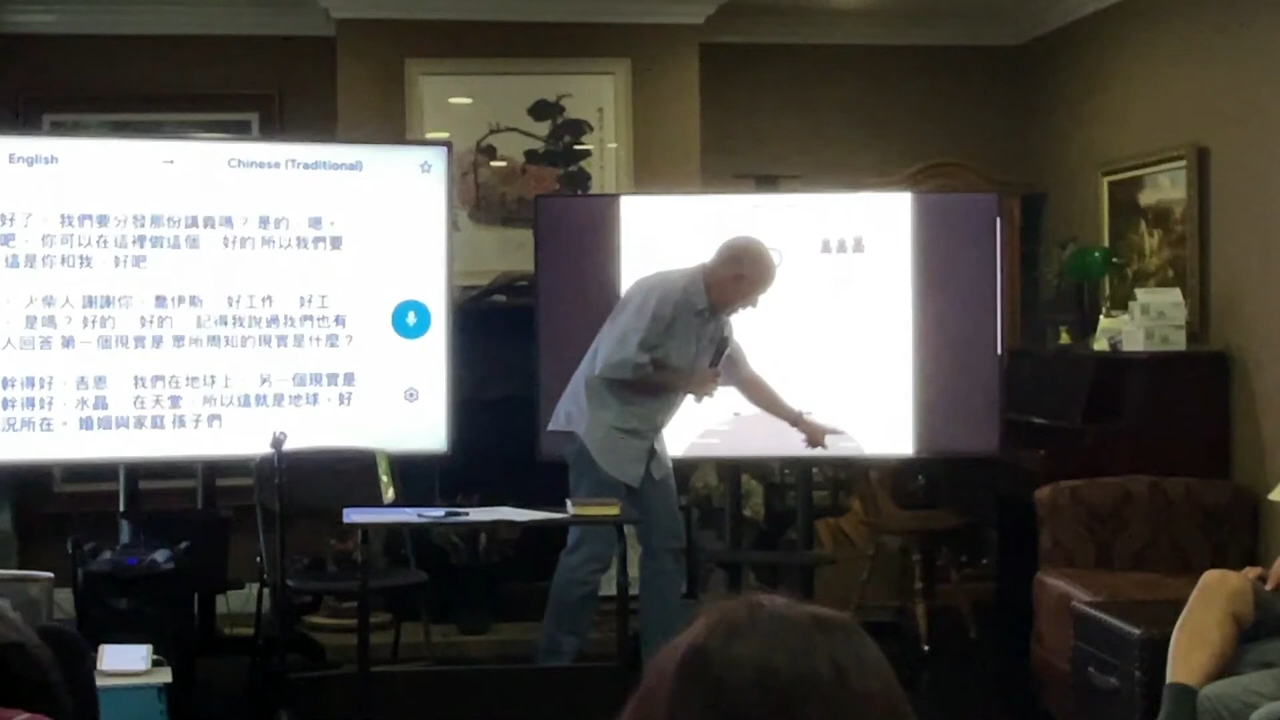 English → Chinese (Traditional)
好了。 我們要分發那份講義嗎？是的，嗯。
吧。 你可以在這裡做這個 好的 所以我們要
這是你和我，好吧
。 火柴人 謝謝你，喬伊斯 好工作 好工
。 是嗎？ 好的 好的 記得我說過我們也有
人回答 第一個現實是 眾所周知的現實是什麼？
幹得好，吉恩 我們在地球上，另一個現實是
幹得好，水晶 在天堂，所以這就是地球，好
況所在。 婚姻與家庭 孩子們